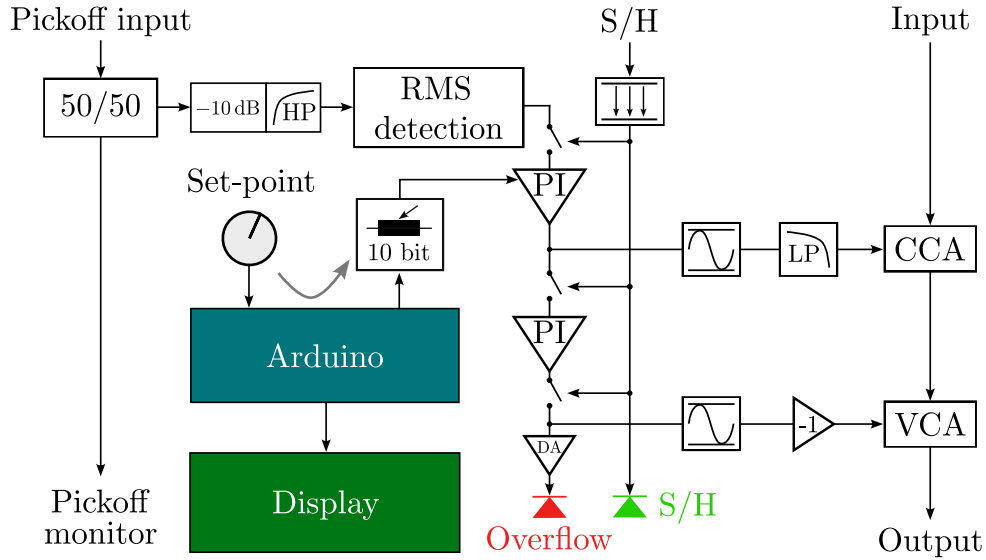 Pickoff input
S/H
Input
50/50
−10 dB
HP
RMS
detection
PI
Set-point
10 bit
LP
CCA
PI
Arduino
-1
VCA
DA
Display
Pickoff
monitor
S/H
Overflow
Output